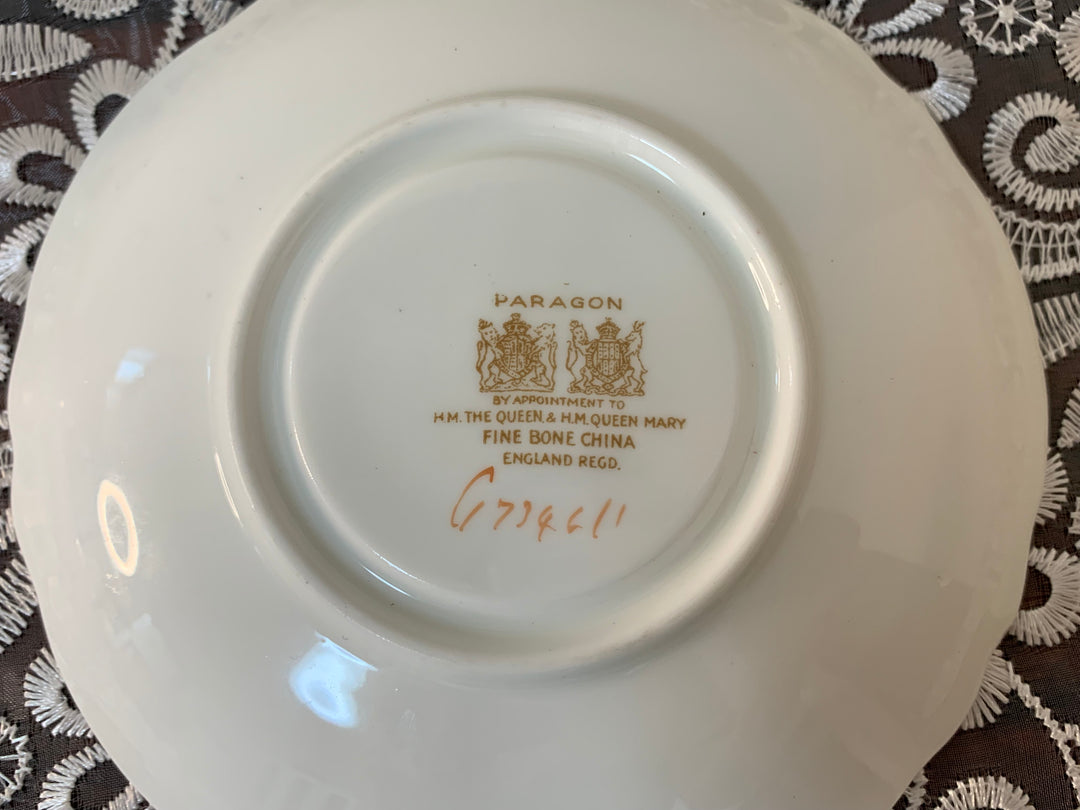 PARAGON
BY APPOINTMENT TO
H.M. THE QUEEN & H.M. QUEEN MARY
FINE BONE CHINA
ENGLAND REGD.